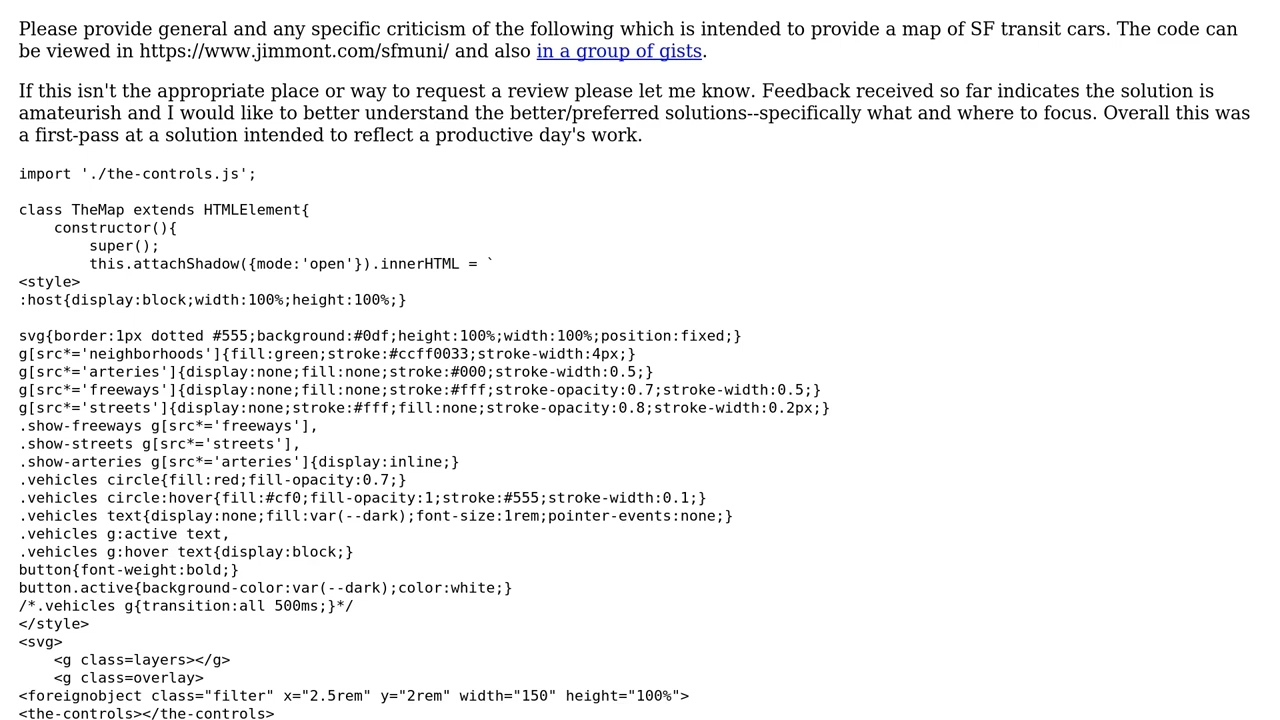 Please provide general and any specific criticism of the following which is intended to provide a map of SF transit cars. The code can
be viewed in https://www.jimmont.com/sfmuni/ and also in a group of gists.
If this isn't the appropriate place or way to request a review please let me know. Feedback received so far indicates the solution is
amateurish and I would like to better understand the better/preferred solutions--specifically what and where to focus. Overall this was
a first-pass at a solution intended to reflect a productive day's work.
import './the-controls.js';
class TheMap extends HTMLElement{
    constructor(){
        super();
        this.attachShadow({mode:'open'}).innerHTML = `
<style>
:host{display:block;width:100%;height:100%;}
svg{border:1px dotted #555;background:#0df;height:100%;width:100%;position:fixed;}
g[src*='neighborhoods']{fill:green;stroke:#ccff0033;stroke-width:4px;}
g[src*='arteries']{display:none;fill:none;stroke:#000;stroke-width:0.5;}
g[src*='freeways']{display:none;fill:none;stroke:#fff;stroke-opacity:0.7;stroke-width:0.5;}
g[src*='streets']{display:none;stroke:#fff;fill:none;stroke-opacity:0.8;stroke-width:0.2px;}
.show-freeways g[src*='freeways'],
.show-streets g[src*='streets'],
.show-arteries g[src*='arteries']{display:inline;}
.vehicles circle{fill:red;fill-opacity:0.7;}
.vehicles circle:hover{fill:#cf0;fill-opacity:1;stroke:#555;stroke-width:0.1;}
.vehicles text{display:none;fill:var(--dark);font-size:1rem;pointer-events:none;}
.vehicles g:active text,
.vehicles g:hover text{display:block;}
button{font-weight:bold;}
button.active{background-color:var(--dark);color:white;}
/*.vehicles g{transition:all 500ms;}*/
</style>
<svg>
    <g class=layers></g>
    <g class=overlay>
<foreignobject class="filter" x="2.5rem" y="2rem" width="150" height="100%">
<the-controls></the-controls>